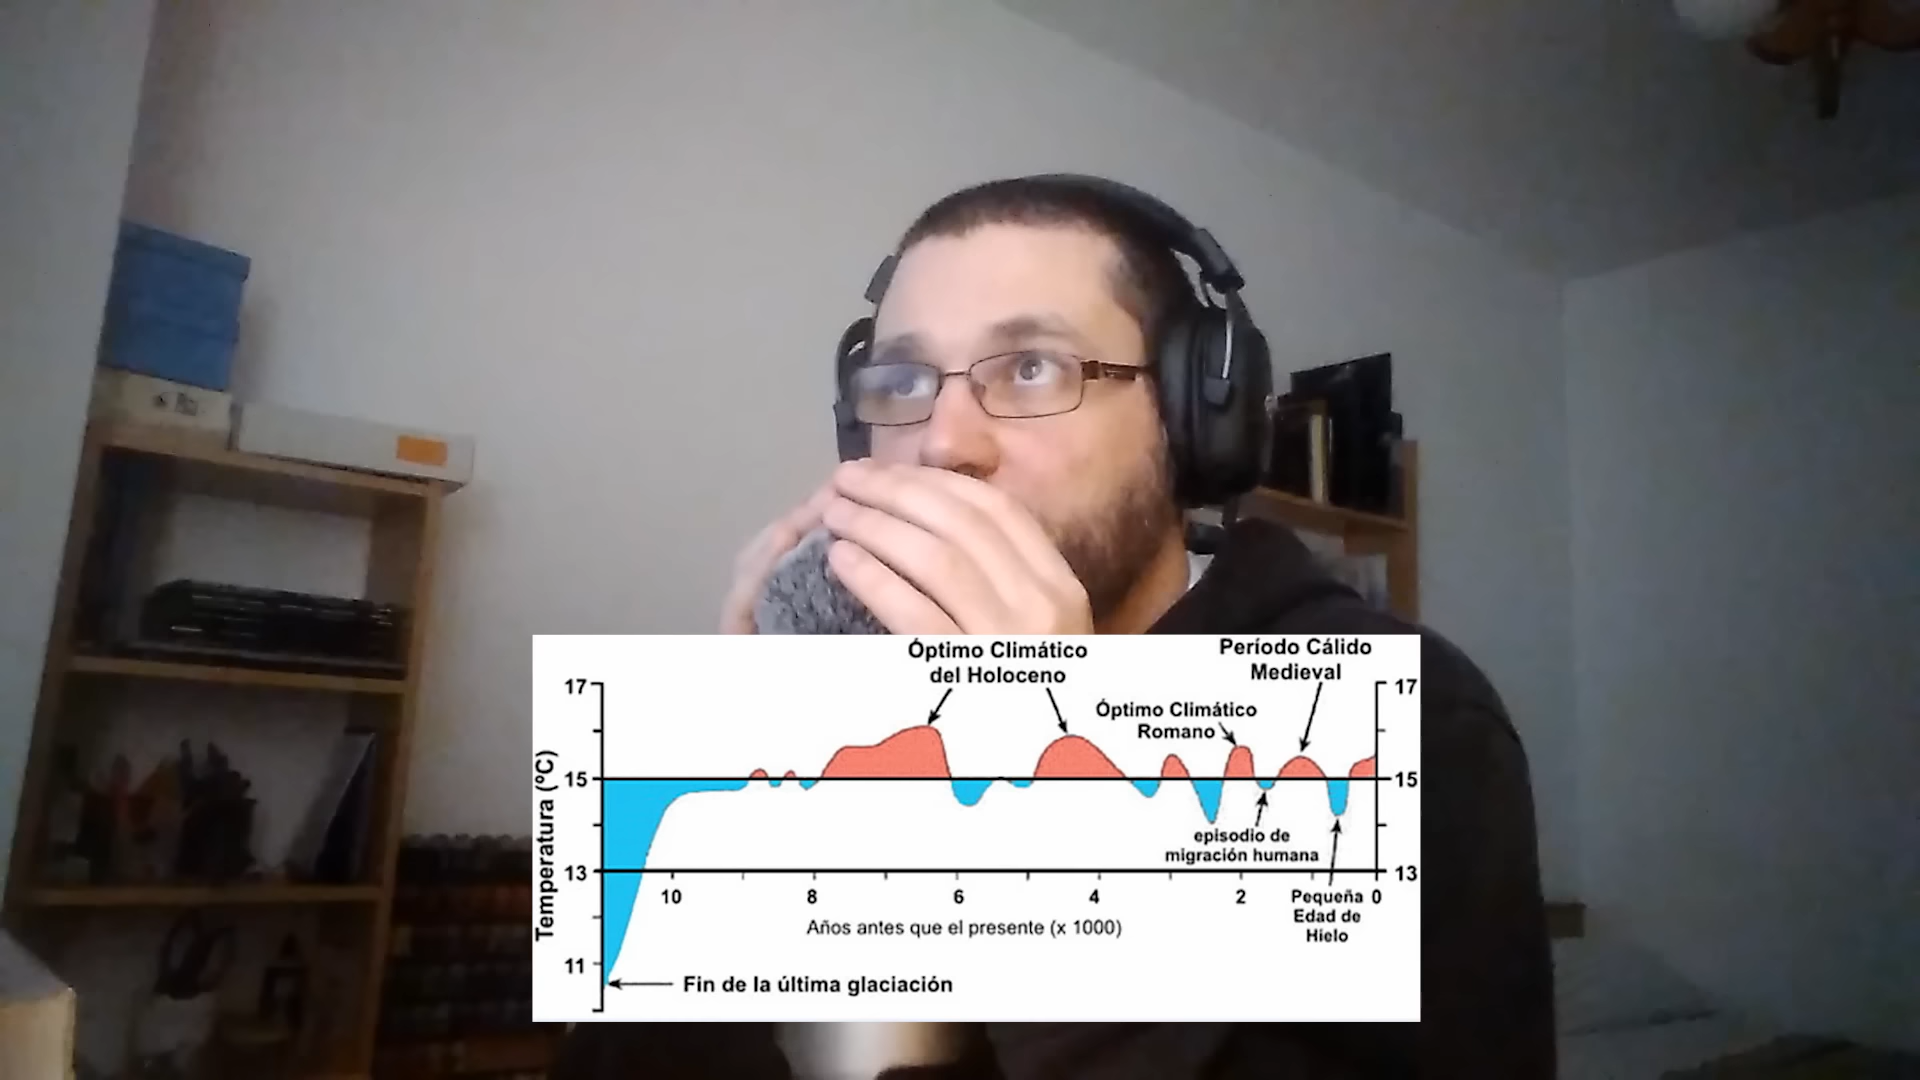 Óptimo Climático
del Holoceno
Período Cálido
Medieval
Óptimo Climático
Romano
17
17
15
15
13
13
11
Temperatura (ºC)
episodio de
migración humana
10
8
6
4
2
0
Pequeña
Edad de
Hielo
Años antes que el presente (x 1000)
Fin de la última glaciación